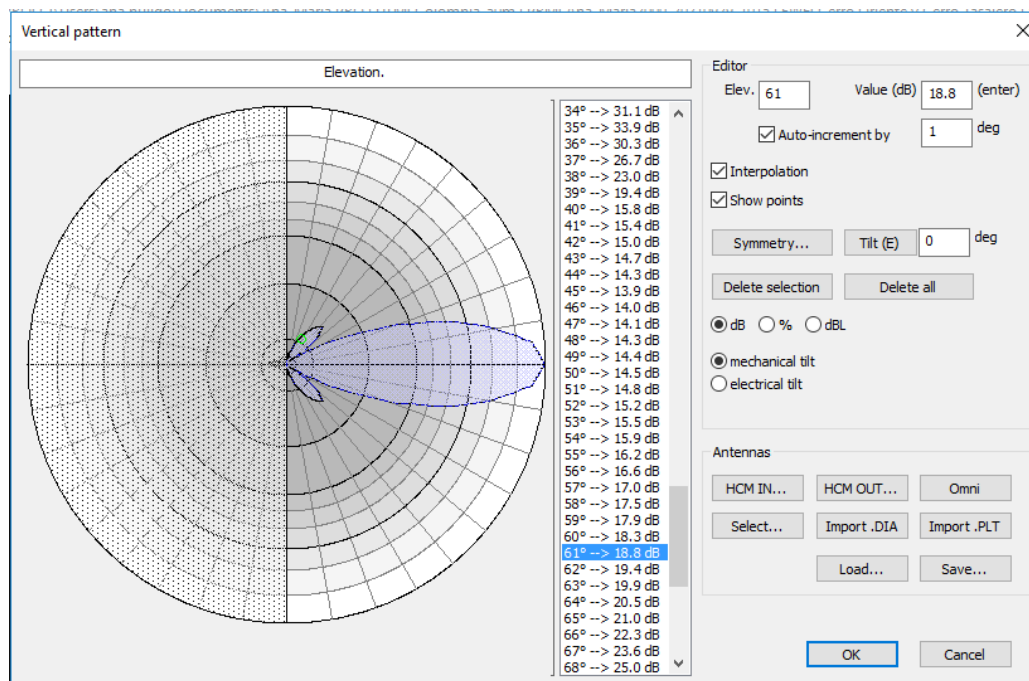 Vertical pattern
Elevation.
34° --> 31.1 dB
35° --> 33.9 dB
36° --> 30.3 dB
37° --> 26.7 dB
38° --> 23.0 dB
39° --> 19.4 dB
40° --> 15.8 dB
41° --> 15.4 dB
42° --> 15.0 dB
43° --> 14.7 dB
44° --> 14.3 dB
45° --> 13.9 dB
46° --> 14.0 dB
47° --> 14.1 dB
48° --> 14.3 dB
49° --> 14.4 dB
50° --> 14.5 dB
51° --> 14.8 dB
52° --> 15.2 dB
53° --> 15.5 dB
54° --> 15.9 dB
55° --> 16.2 dB
56° --> 16.6 dB
57° --> 17.0 dB
58° --> 17.5 dB
59° --> 17.9 dB
60° --> 18.3 dB
61° --> 18.8 dB
62° --> 19.4 dB
63° --> 19.9 dB
64° --> 20.5 dB
65° --> 21.0 dB
66° --> 22.3 dB
67° --> 23.6 dB
68° --> 25.0 dB
Editor
Elev. 61 Value (dB) 18.8 (enter)
Auto-increment by 1 deg
Interpolation
Show points
Symmetry... Tilt (E) 0 deg
Delete selection Delete all
dB % dBL
mechanical tilt
electrical tilt
Antennas
HCM IN... HCM OUT... Omni
Select... Import .DIA Import .PLT
Load... Save...
OK Cancel